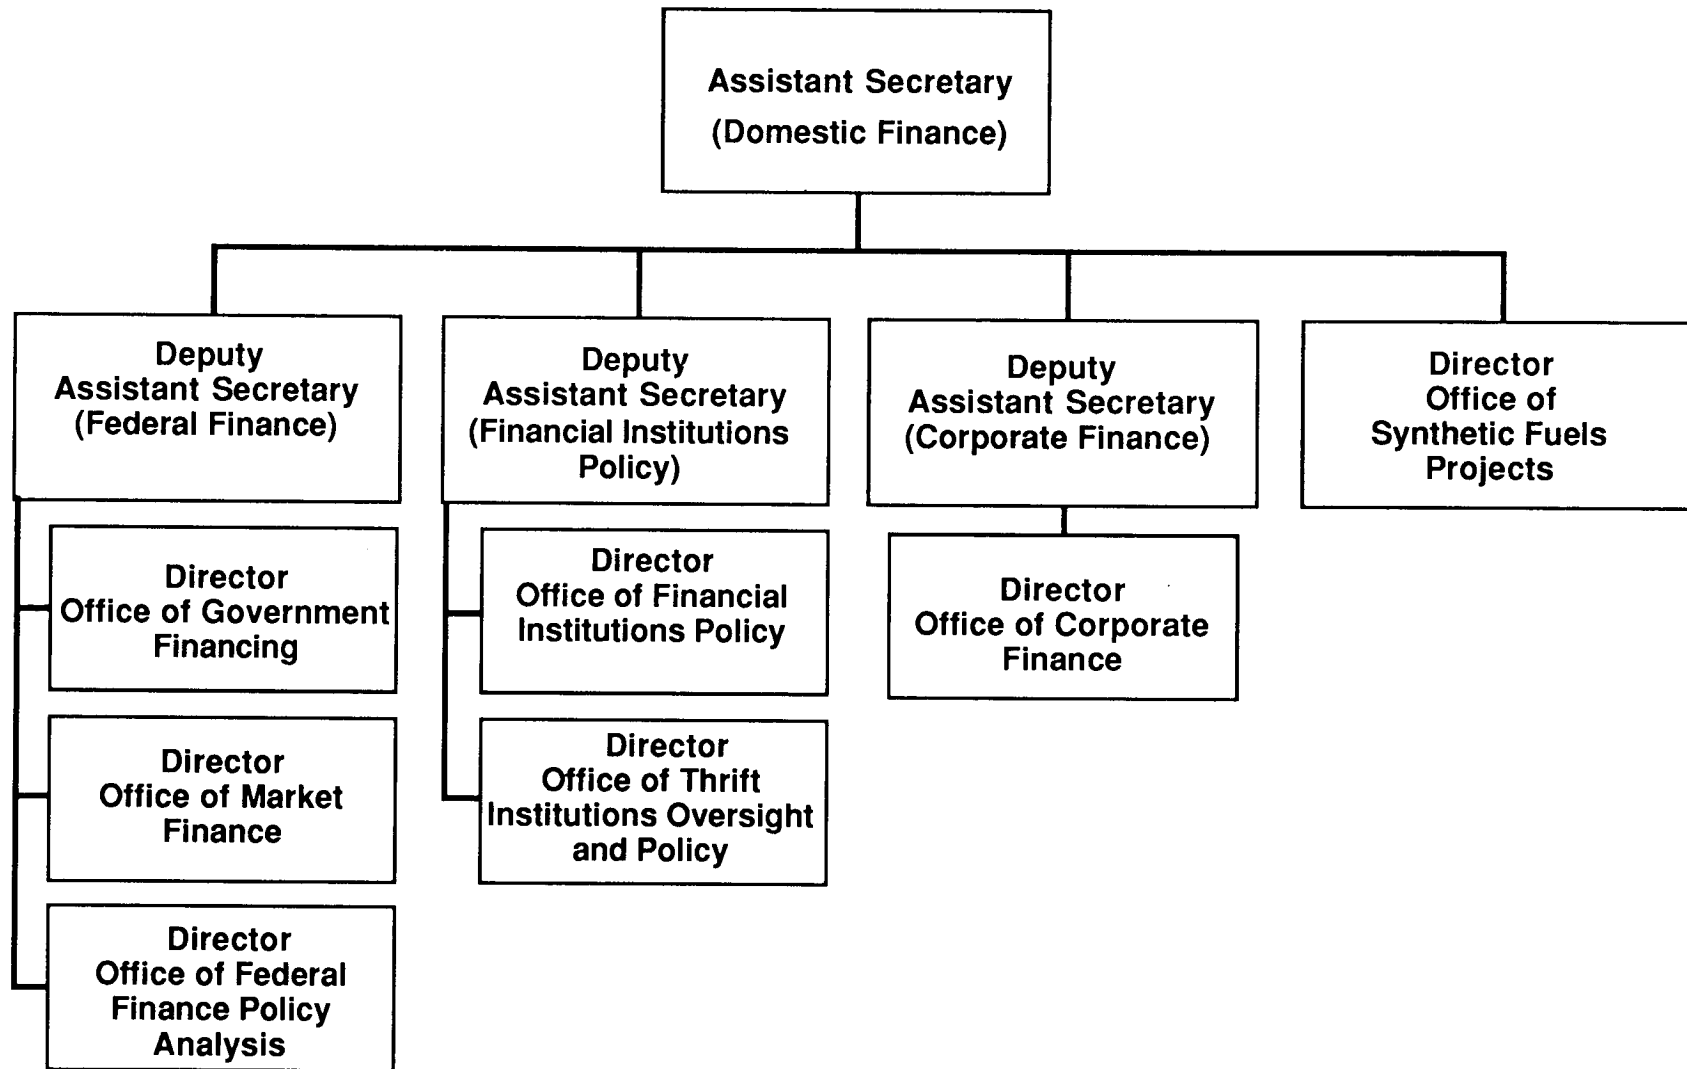 Assistant Secretary
(Domestic Finance)
Deputy
Assistant Secretary
(Federal Finance)
Deputy
Assistant Secretary
(Financial Institutions
Policy)
Deputy
Assistant Secretary
(Corporate Finance)
Director
Office of
Synthetic Fuels
Projects
Director
Office of Government
Financing
Director
Office of Market
Finance
Director
Office of Federal
Finance Policy
Analysis
Director
Office of Financial
Institutions Policy
Director
Office of Thrift
Institutions Oversight
and Policy
Director
Office of Corporate
Finance